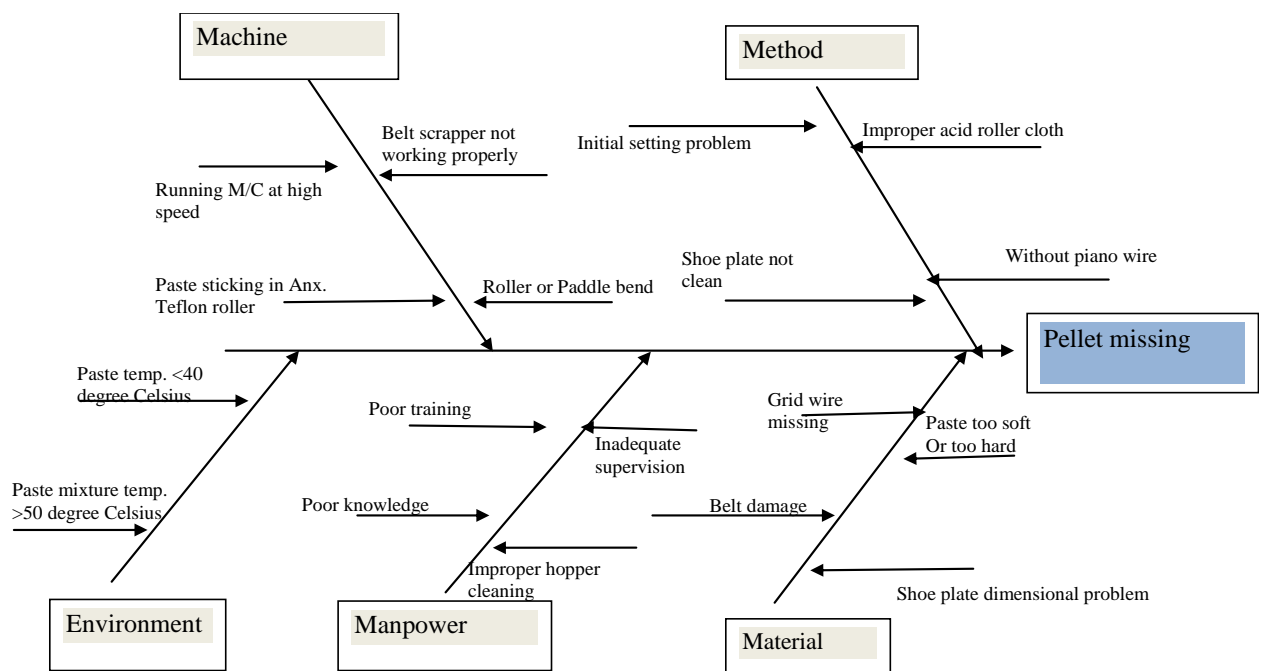 Machine
Method
Belt scrapper not
working properly
Initial setting problem
Improper acid roller cloth
Running M/C at high
speed
Shoe plate not
clean
Without piano wire
Paste sticking in Anx.
Teflon roller
Roller or Paddle bend
Pellet missing
Paste temp. <40
degree Celsius
Poor training
Grid wire
missing
Paste too soft
Or too hard
Inadequate
supervision
Paste mixture temp.
>50 degree Celsius
Poor knowledge
Belt damage
Improper hopper
cleaning
Shoe plate dimensional problem
Environment
Manpower
Material